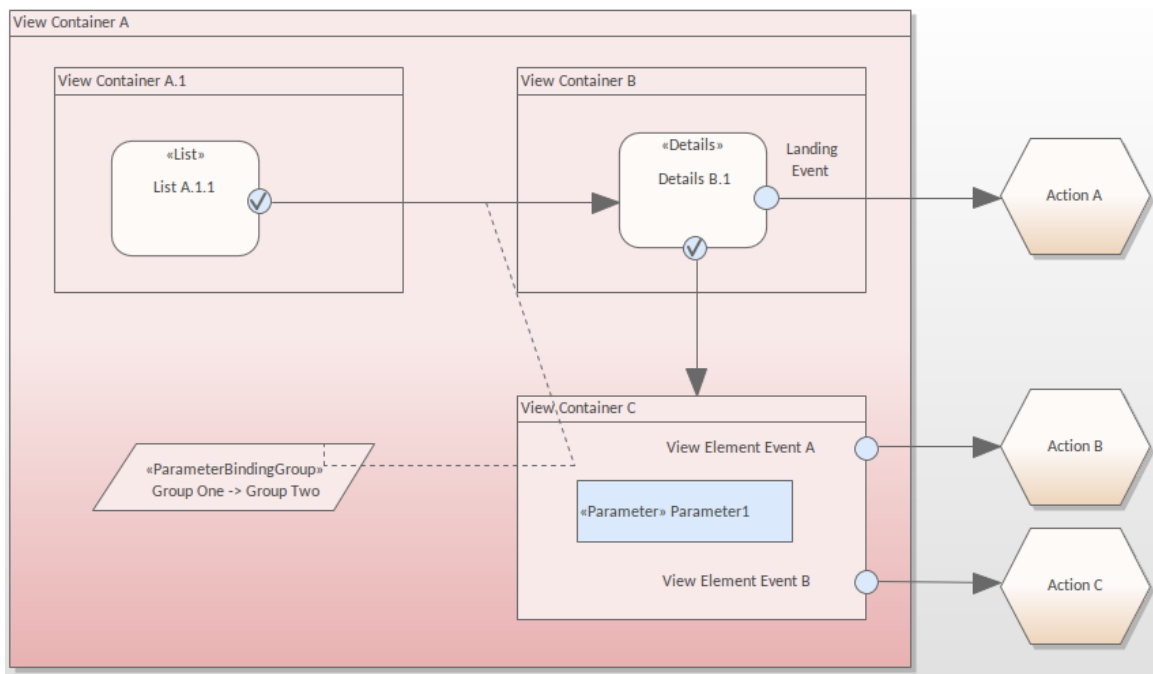 View Container A
View Container A.1
View Container B
«List»
List A.1.1
«Details»
Details B.1
Landing
Event
Action A
View Container C
View Element Event A
Action B
«ParameterBindingGroup»
Group One -> Group Two
«Parameter» Parameter1
View Element Event B
Action C